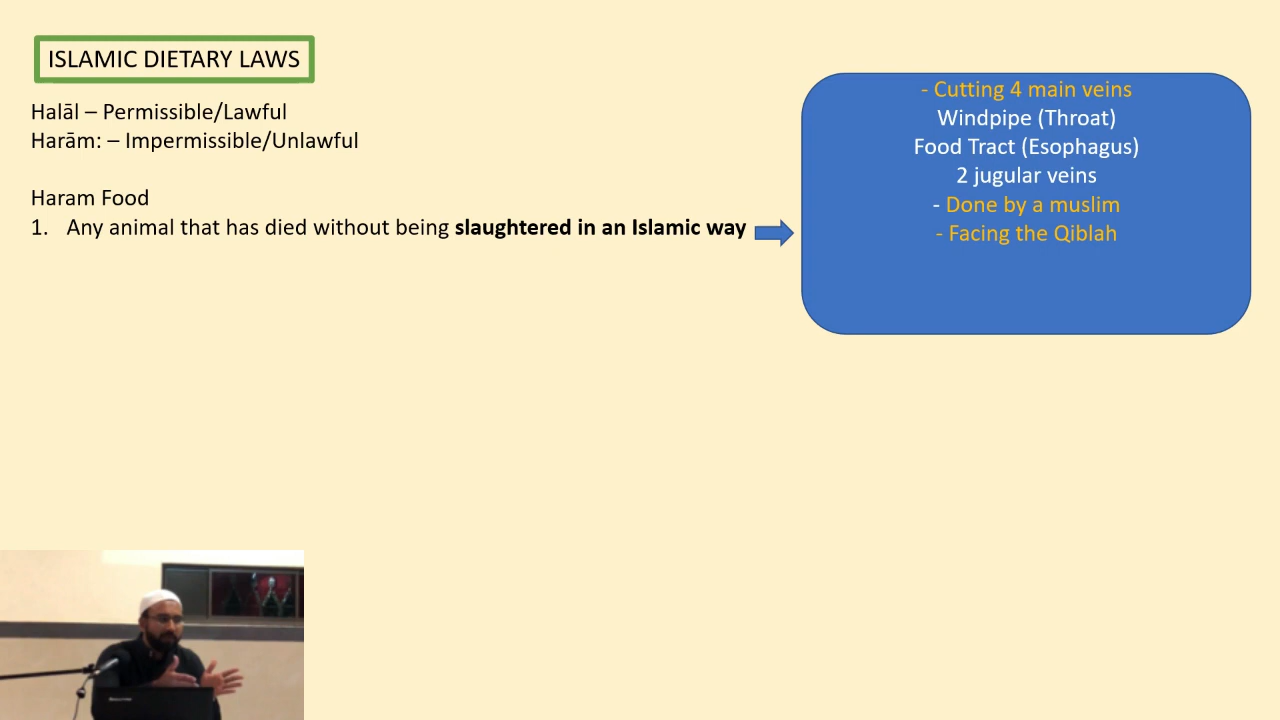 ISLAMIC DIETARY LAWS
Halāl – Permissible/Lawful
Harām: – Impermissible/Unlawful
Haram Food
1. Any animal that has died without being slaughtered in an Islamic way
- Cutting 4 main veins
Windpipe (Throat)
Food Tract (Esophagus)
2 jugular veins
- Done by a muslim
- Facing the Qiblah